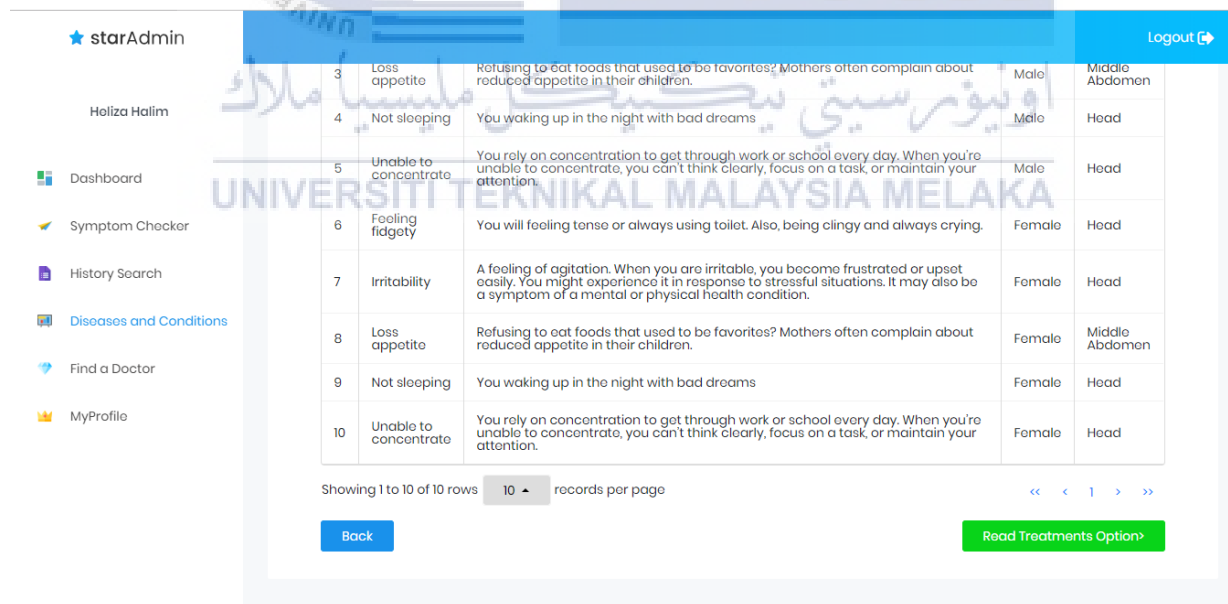 UNIVE
starAdmin
Logout
Heliza Halim
Dashboard
Symptom Checker
History Search
Diseases and Conditions
Find a Doctor
MyProfile
3 Loss appetite Refusing to eat foods that used to be favorites? Mothers often complain about Male Middle
reduced appetite in their children. Abdomen
اونيورسيتي تيكنيكل مليسيا ملاك
4 Not sleeping You waking up in the night with bad dreams Male Head
5 Unable to concentrate You rely on concentration to get through work or school every day. When you're Male Head
unable to concentrate, you can't think clearly, focus on a task, or maintain your
attention.
UNIVERSITI TEKNIKAL MALAYSIA MELAKA
6 Feeling fidgety You will feeling tense or always using toilet. Also, being clingy and always crying. Female Head
7 Irritability A feeling of agitation. When you are irritable, you become frustrated or upset Female Head
easily. You might experience it in response to stressful situations. It may also be
a symptom of a mental or physical health condition.
8 Loss appetite Refusing to eat foods that used to be favorites? Mothers often complain about Female Middle
reduced appetite in their children. Abdomen
9 Not sleeping You waking up in the night with bad dreams Female Head
10 Unable to concentrate You rely on concentration to get through work or school every day. When you're Female Head
unable to concentrate, you can't think clearly, focus on a task, or maintain your
attention.
Showing 1 to 10 of 10 rows 10 records per page << < 1 > >>
Back
Read Treatments Option>